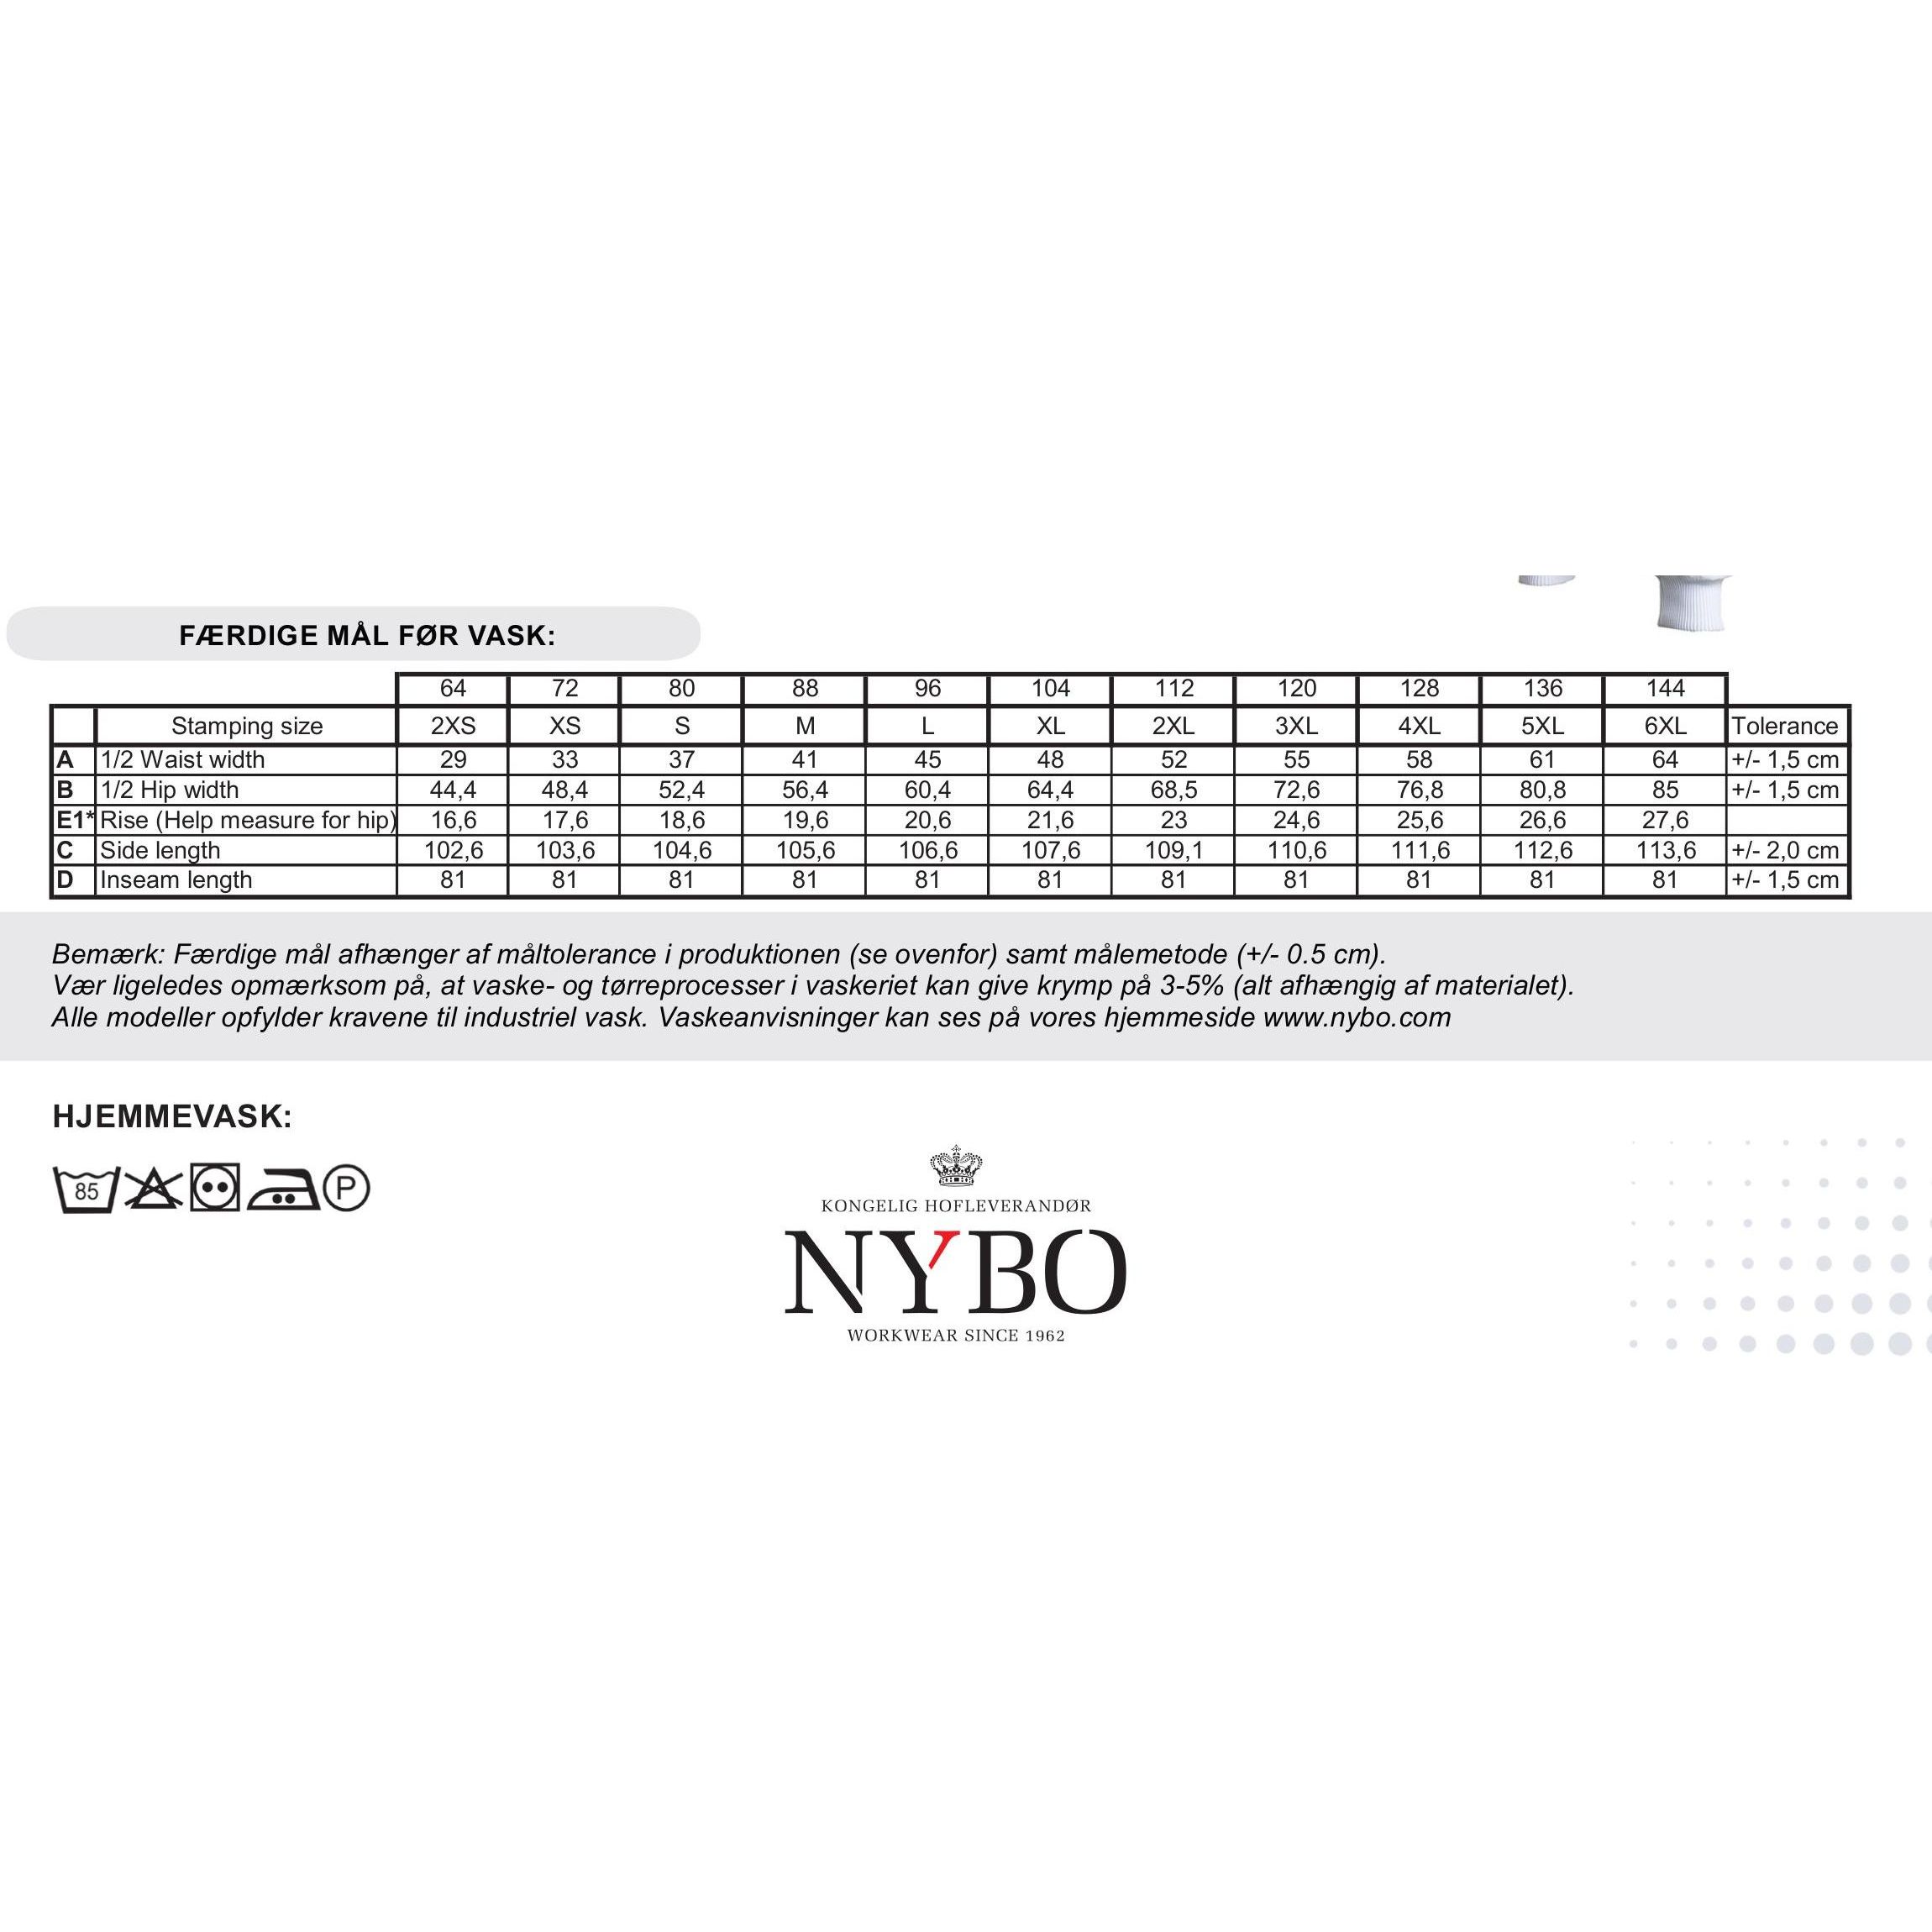 FÆRDIGE MÅL FØR VASK:
64 72 80 88 96 104 112 120 128 136 144
Stamping size 2XS XS S M L XL 2XL 3XL 4XL 5XL 6XL Tolerance
A 1/2 Waist width 29 33 37 41 45 48 52 55 58 61 64 +/- 1,5 cm
B 1/2 Hip width 44,4 48,4 52,4 56,4 60,4 64,4 68,5 72,6 76,8 80,8 85 +/- 1,5 cm
E1* Rise (Help measure for hip) 16,6 17,6 18,6 19,6 20,6 21,6 23 24,6 25,6 26,6 27,6
C Side length 102,6 103,6 104,6 105,6 106,6 107,6 109,1 110,6 111,6 112,6 113,6 +/- 2,0 cm
D Inseam length 81 81 81 81 81 81 81 81 81 81 81 +/- 1,5 cm
Bemærk: Færdige mål afhænger af måltolerance i produktionen (se ovenfor) samt målemetode (+/- 0.5 cm).
Vær ligeledes opmærksom på, at vaske- og tørreprocesser i vaskeriet kan give krymp på 3-5% (alt afhængig af materialet).
Alle modeller opfylder kravene til industriel vask. Vaskeanvisninger kan ses på vores hjemmeside www.nybo.com
HJEMMEVASK:
85 P
KONGELIG HOFLEVERANDØR
NYBO
WORKWEAR SINCE 1962